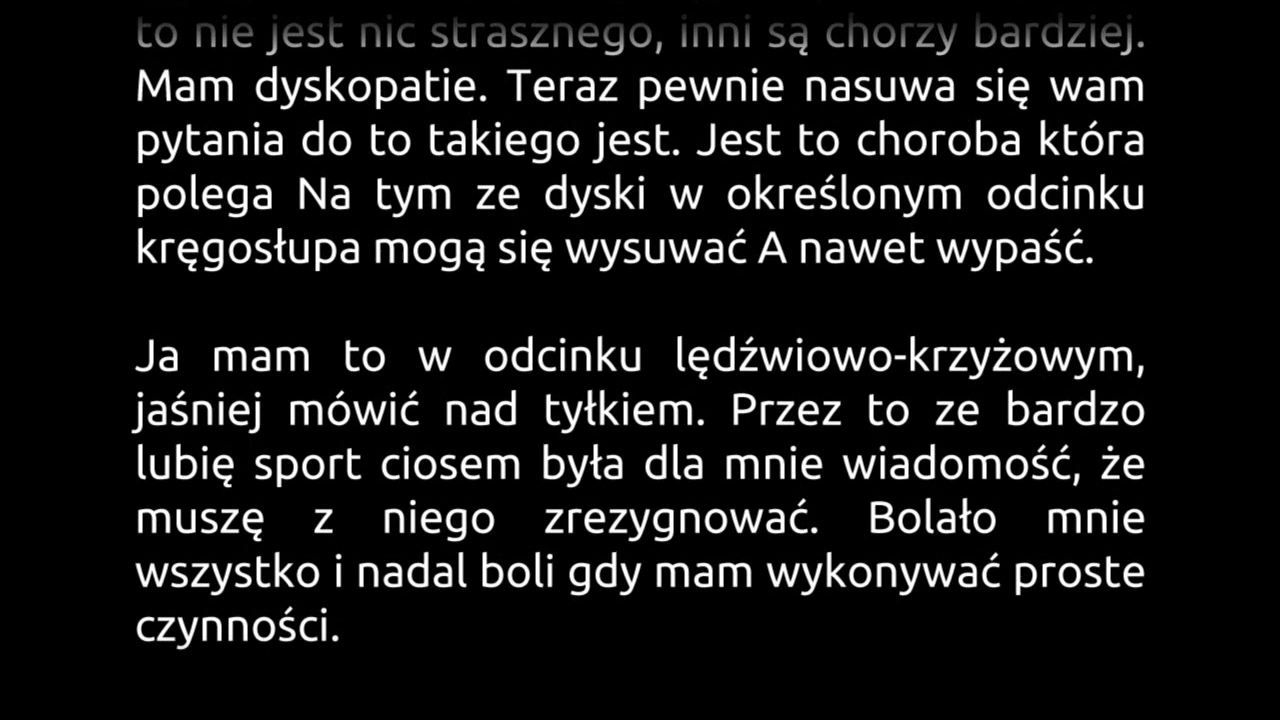 to nie jest nic strasznego, inni są chorzy bardziej.
Mam dyskopatie. Teraz pewnie nasuwa się wam
pytania do to takiego jest. Jest to choroba która
polega Na tym ze dyski w określonym odcinku
kręgosłupa mogą się wysuwać A nawet wypaść.
Ja mam to w odcinku lędźwiowo-krzyżowym,
jaśniej mówić nad tyłkiem. Przez to ze bardzo
lubię sport ciosem była dla mnie wiadomość, że
muszę z niego zrezygnować. Bolało mnie
wszystko i nadal boli gdy mam wykonywać proste
czynności.